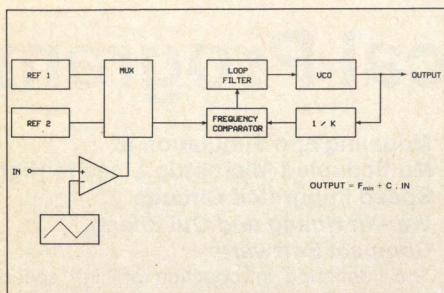 REF 1
MUX
LOOP
FILTER
VCO
OUTPUT
REF 2
FREQUENCY
COMPARATOR
1 / K
IN
+
−
OUTPUT = Fmin + C . IN